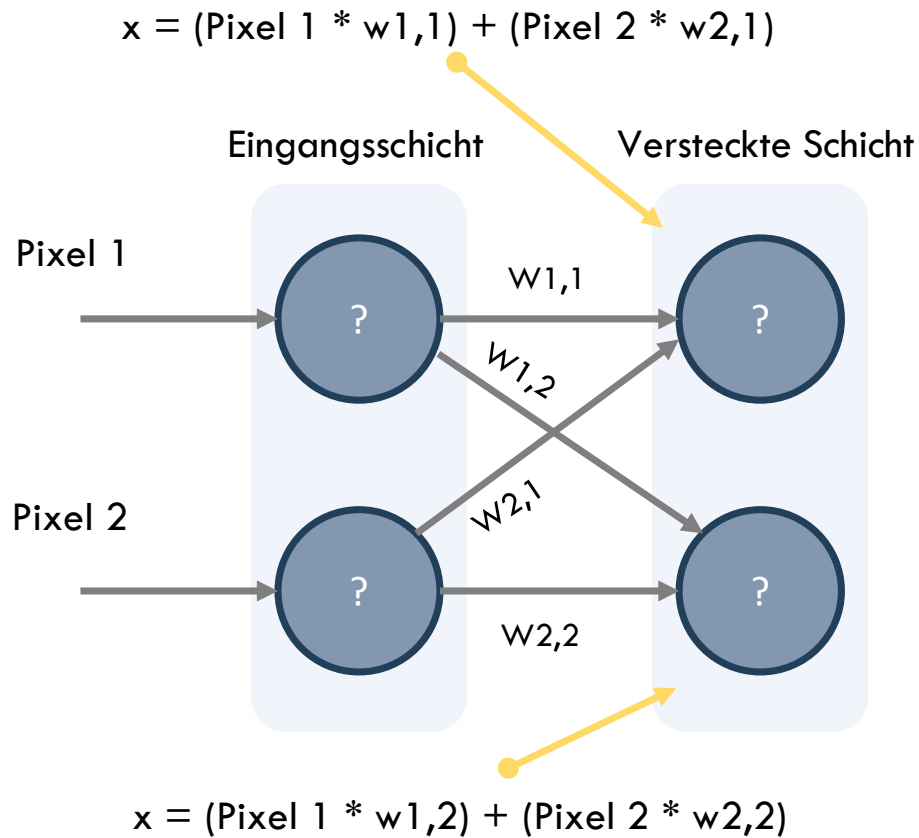 x = (Pixel 1 * w1,1) + (Pixel 2 * w2,1)
Eingangsschicht
Versteckte Schicht
Pixel 1
W1,1
?
?
W1,2
Pixel 2
W2,1
?
?
W2,2
x = (Pixel 1 * w1,2) + (Pixel 2 * w2,2)